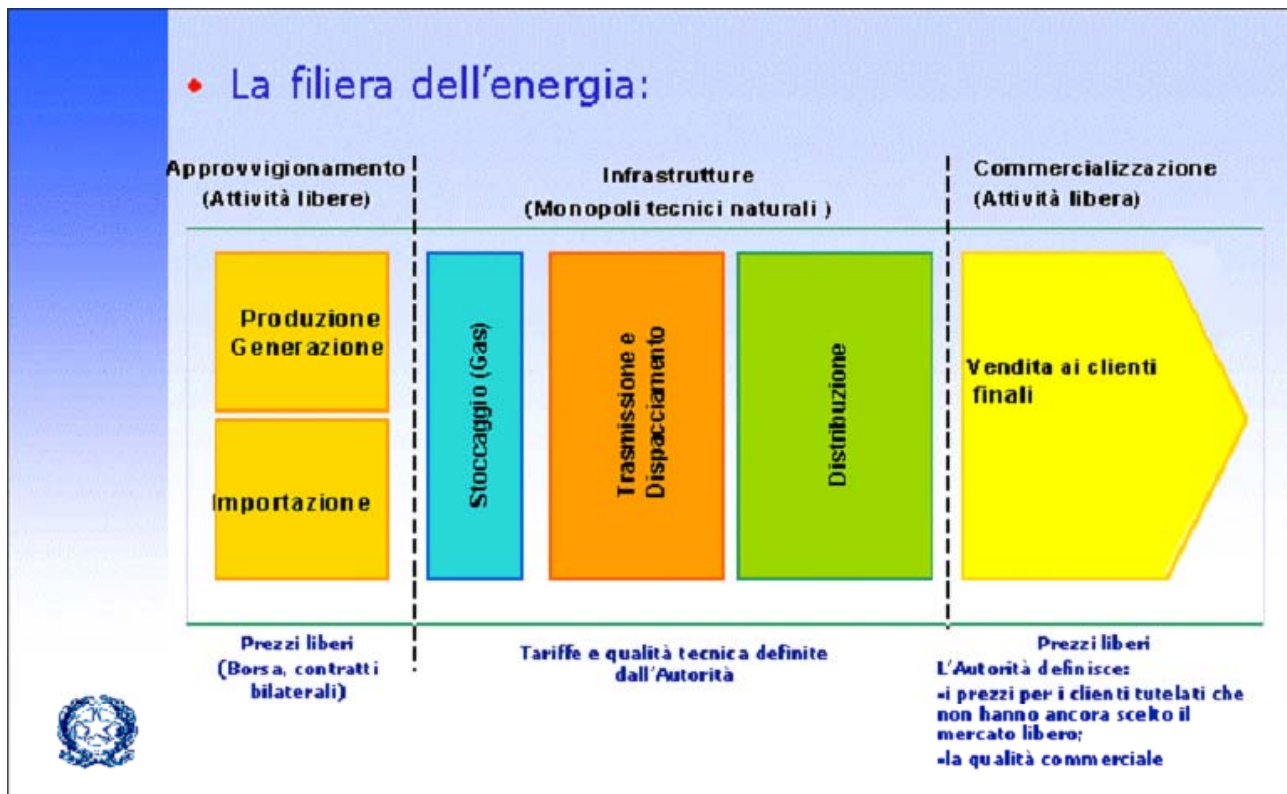 • La filiera dell'energia:
Approvvigionamento
(Attività libere)
Infrastrutture
(Monopoli tecnici naturali )
Commercializzazione
(Attività libera)
Produzione
Generazione
Importazione
Stoccaggio (Gas)
Trasmissione e
Dispacciamento
Distribuzione
Vendita ai clienti
finali
Prezzi liberi
(Borsa, contratti
bilaterali)
Tariffe e qualità tecnica definite
dall'Autorità
Prezzi liberi
L'Autorità definisce:
-i prezzi per i clienti tutelati che
non hanno ancora scelto il
mercato libero;
-la qualità commerciale